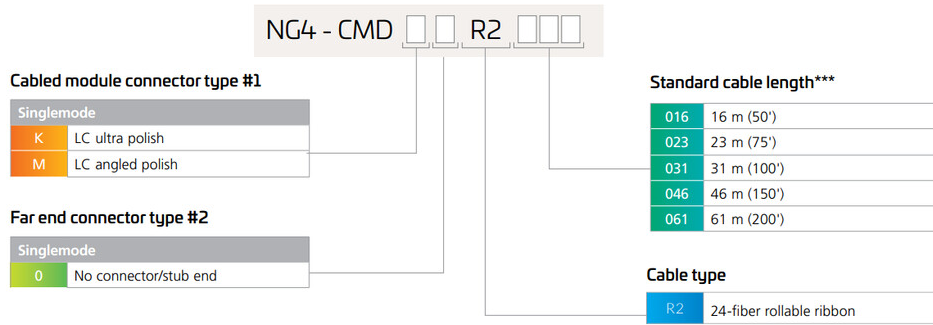 NG4 - CMD R2
Cabled module connector type #1
Singlemode
K LC ultra polish
M LC angled polish
Far end connector type #2
Singlemode
0 No connector/stub end
Standard cable length***
016 16 m (50')
023 23 m (75')
031 31 m (100')
046 46 m (150')
061 61 m (200')
Cable type
R2 24-fiber rollable ribbon